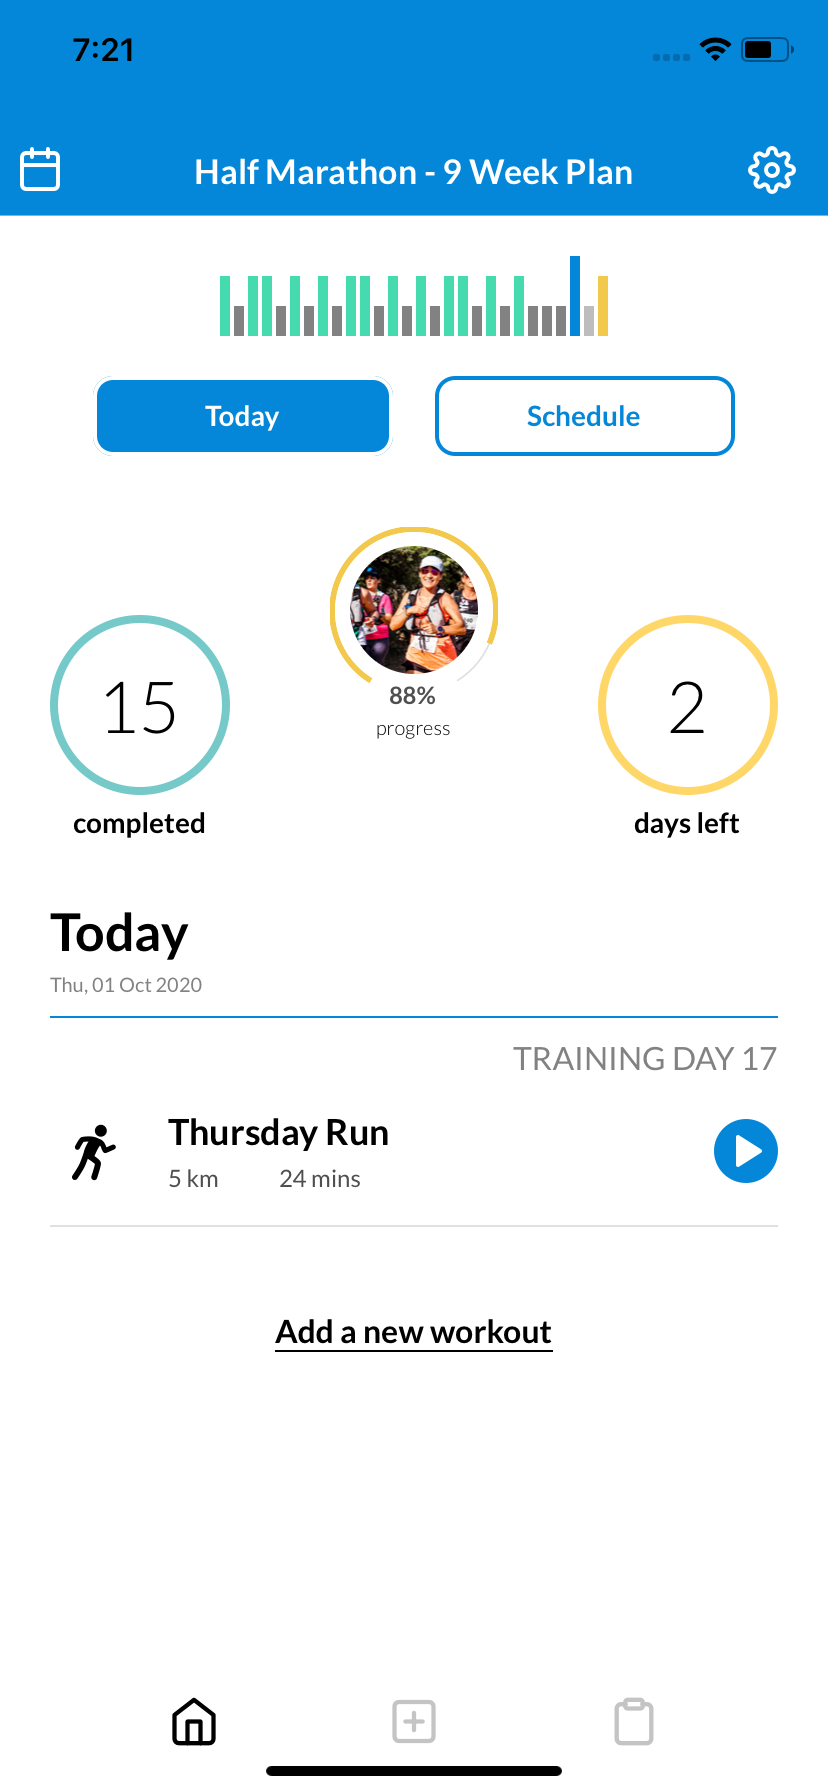 7:21
Half Marathon - 9 Week Plan
Today
Schedule
15
completed
88%
progress
2
days left
Today
Thu, 01 Oct 2020
TRAINING DAY 17
Thursday Run
5 km 24 mins
Add a new workout